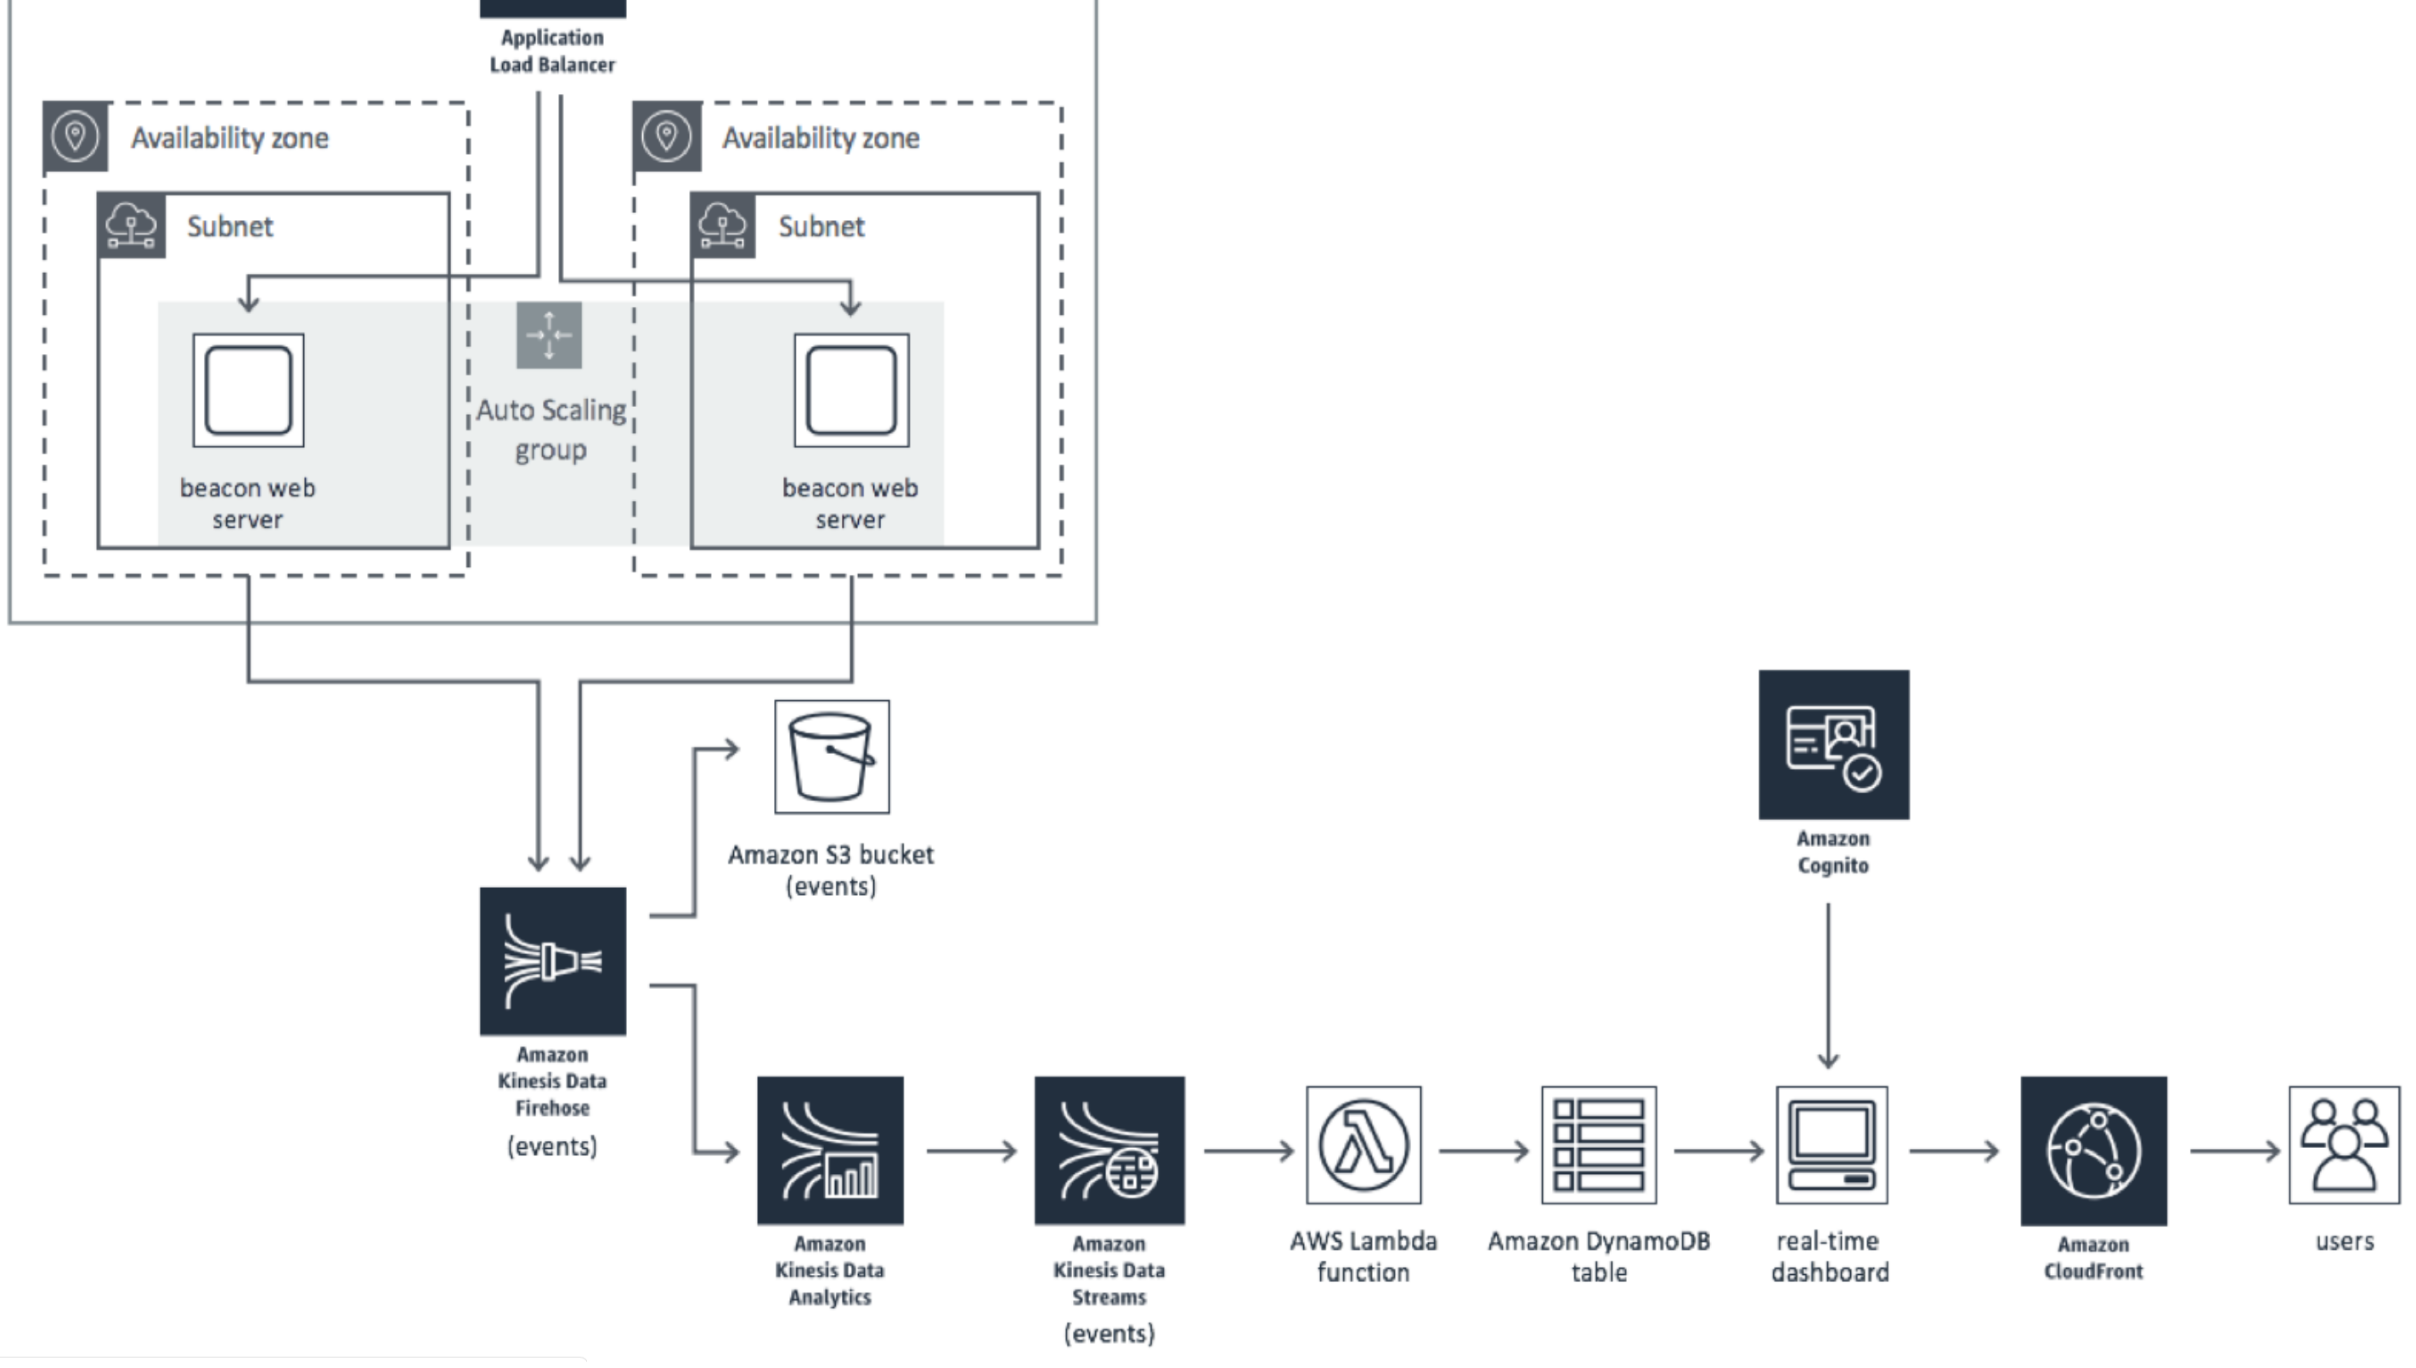 Application
Load Balancer
Availability zone
Availability zone
Subnet
Subnet
Auto Scaling
group
beacon web
server
beacon web
server
Amazon S3 bucket
(events)
Amazon
Cognito
Amazon
Kinesis Data
Firehose
(events)
Amazon
Kinesis Data
Analytics
Amazon
Kinesis Data
Streams
(events)
AWS Lambda
function
Amazon DynamoDB
table
real-time
dashboard
Amazon
CloudFront
users